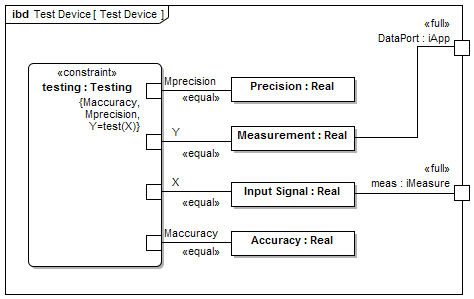 ibd Test Device [ Test Device ]
«full»
DataPort : iApp
«constraint»
testing : Testing
{Maccuracy,
Mprecision,
Y=test(X)}
Mprecision
«equal»
Precision : Real
Y
«equal»
Measurement : Real
«full»
meas : iMeasure
X
«equal»
Input Signal : Real
Maccuracy
«equal»
Accuracy : Real